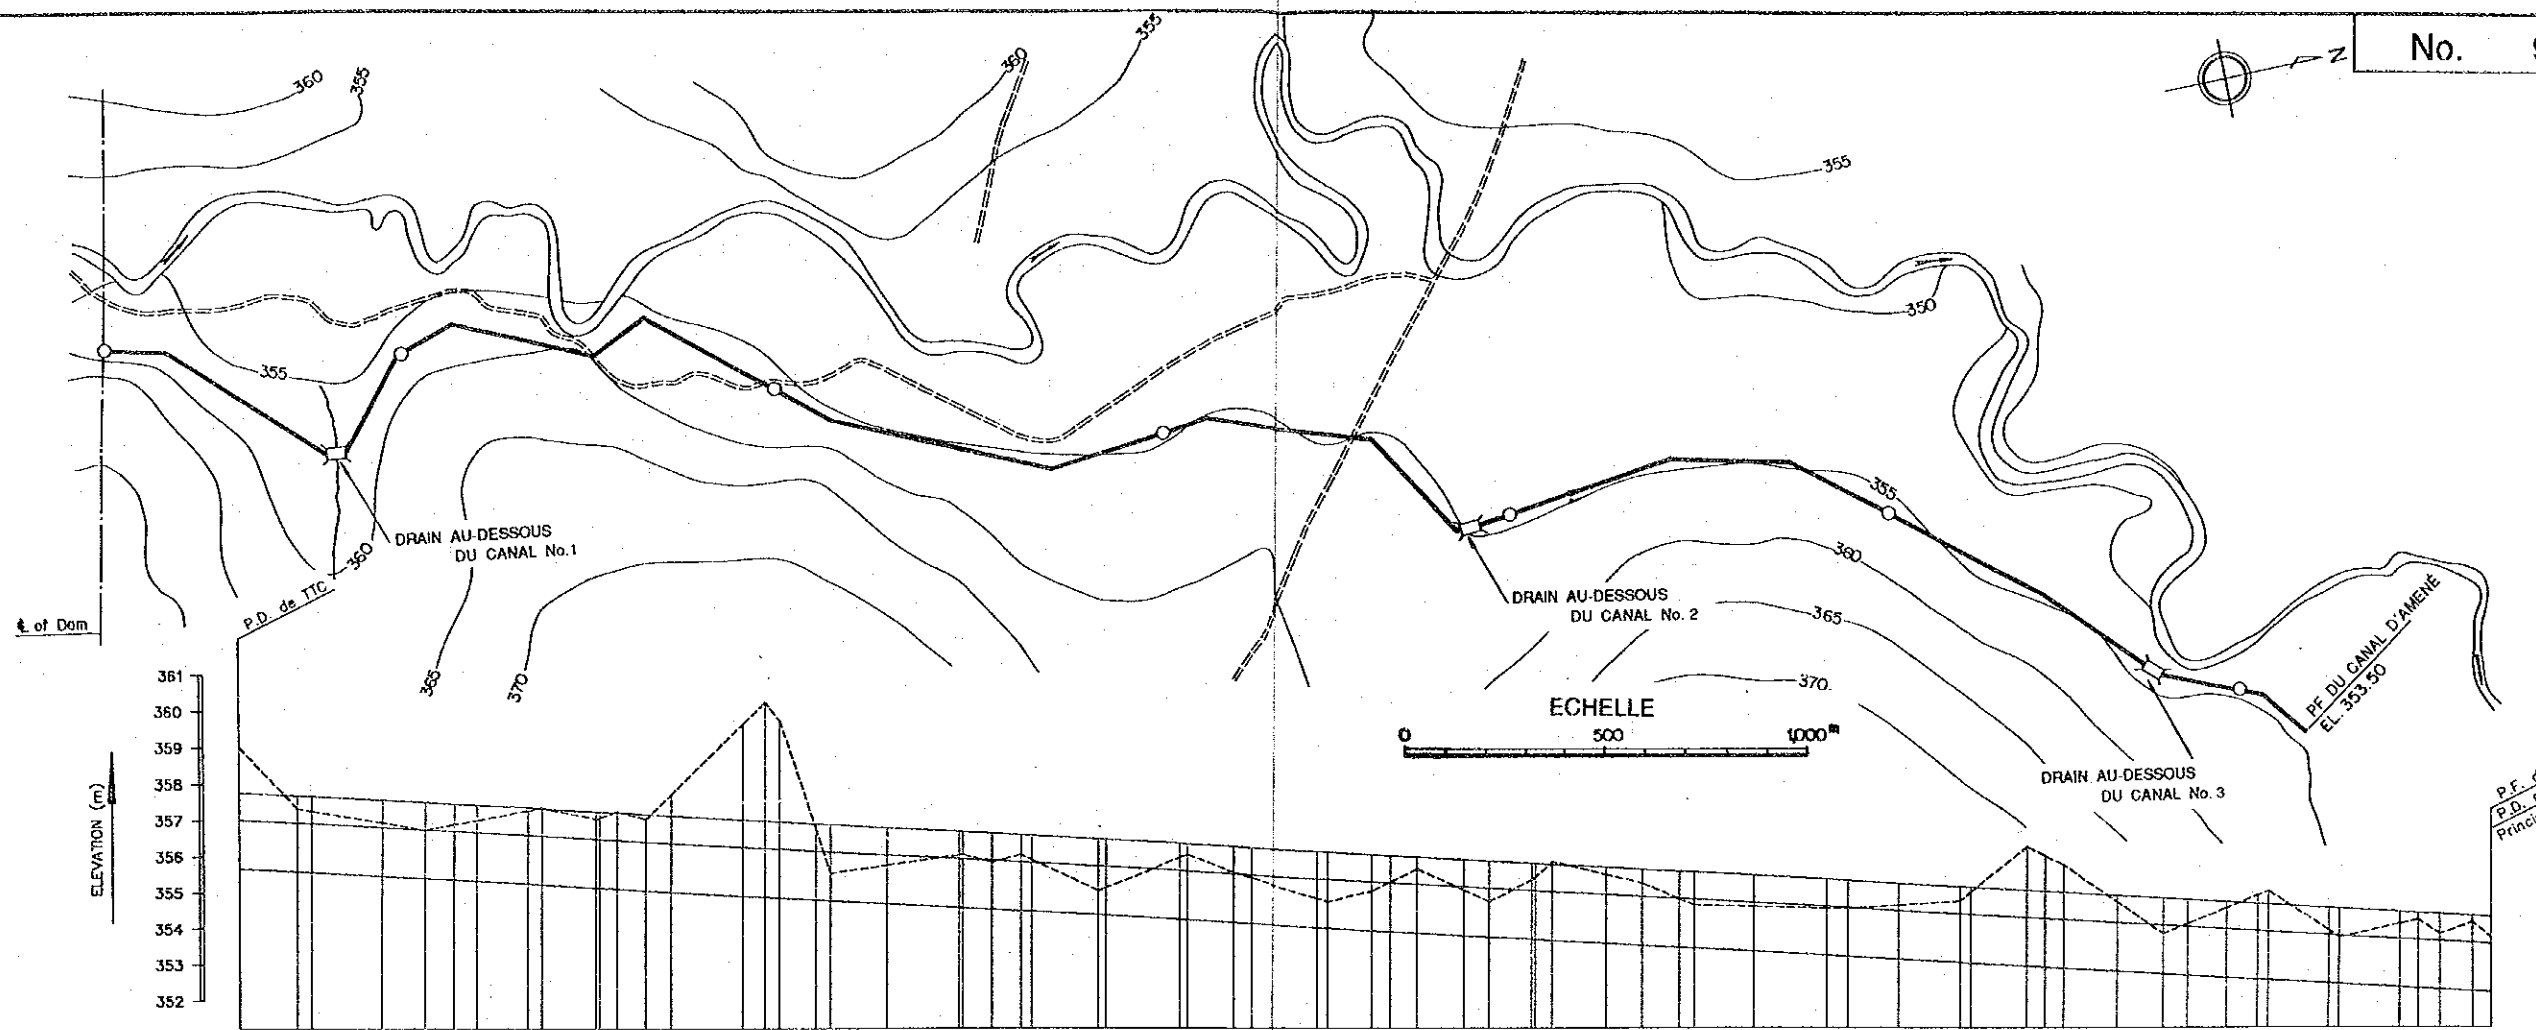 No.
N
360
355
360
355
355
355
350
355
360
DRAIN AU-DESSOUS
DU CANAL No.1
P.D. de TTC
₵ of Dam
365
370
DRAIN AU-DESSOUS
DU CANAL No. 2
360
365
370
ECHELLE
0 500 1,000m
PF DU CANAL D'AMENÉ
EL. 353.50
DRAIN AU-DESSOUS
DU CANAL No. 3
P.F.
P.D.
ELEVATION (m)
361
360
359
358
357
356
355
354
353
352